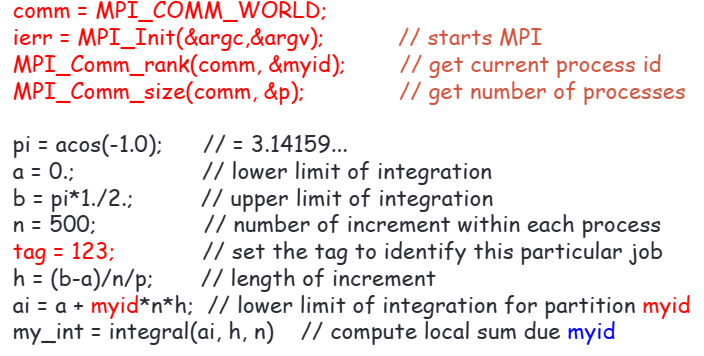 comm = MPI_COMM_WORLD;
ierr = MPI_Init(&argc,&argv); // starts MPI
MPI_Comm_rank(comm, &myid); // get current process id
MPI_Comm_size(comm, &p); // get number of processes
pi = acos(-1.0); // = 3.14159...
a = 0.; // lower limit of integration
b = pi*1./2.; // upper limit of integration
n = 500; // number of increment within each process
tag = 123; // set the tag to identify this particular job
h = (b-a)/n/p; // length of increment
ai = a + myid*n*h; // lower limit of integration for partition myid
my_int = integral(ai, h, n) // compute local sum due myid